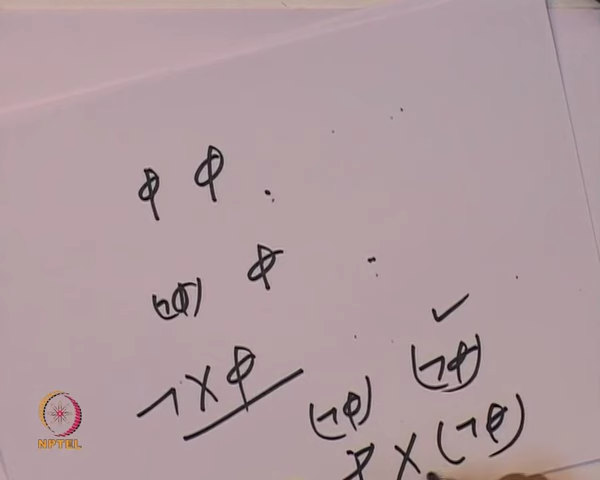 ϕ ϕ .
(¬ϕ) ϕ
(¬ϕ) ✓
¬ X ϕ
(¬ϕ)
X (¬ϕ)
NPTEL